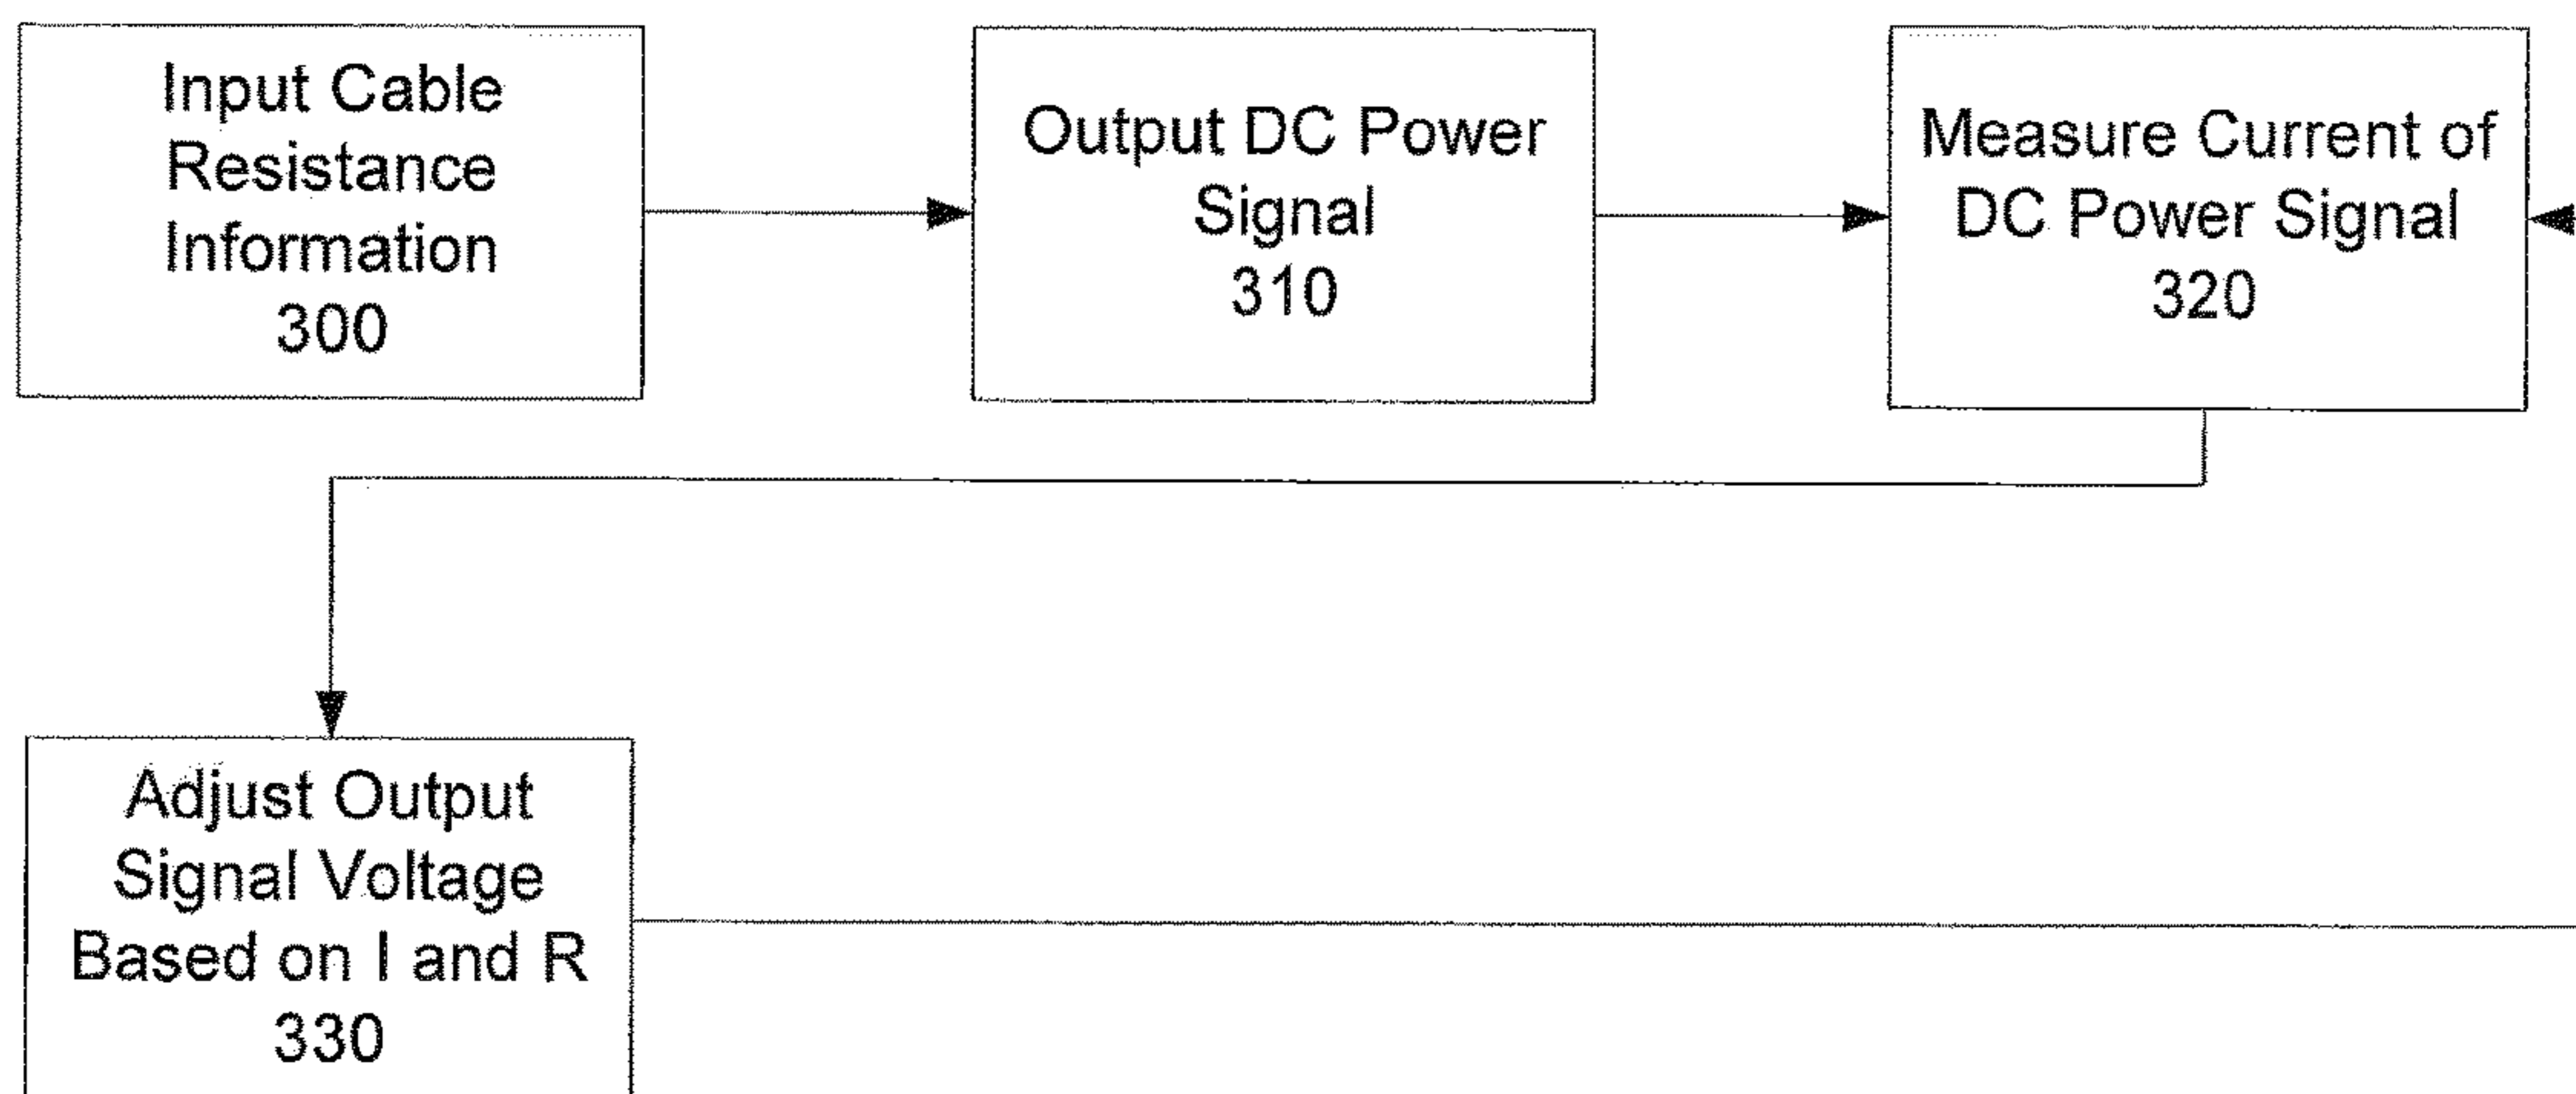 Input Cable
Resistance
Information
300
Output DC Power
Signal
310
Measure Current of
DC Power Signal
320
Adjust Output
Signal Voltage
Based on I and R
330